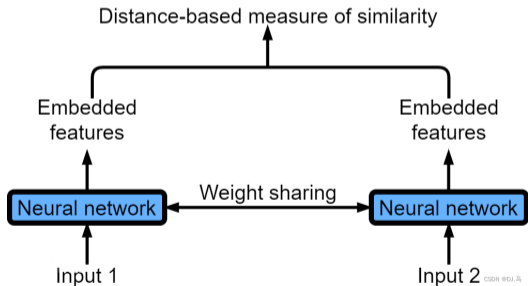 Distance-based measure of similarity
Embedded
features
Embedded
features
Weight sharing
Neural network
Neural network
Input 1
Input 2